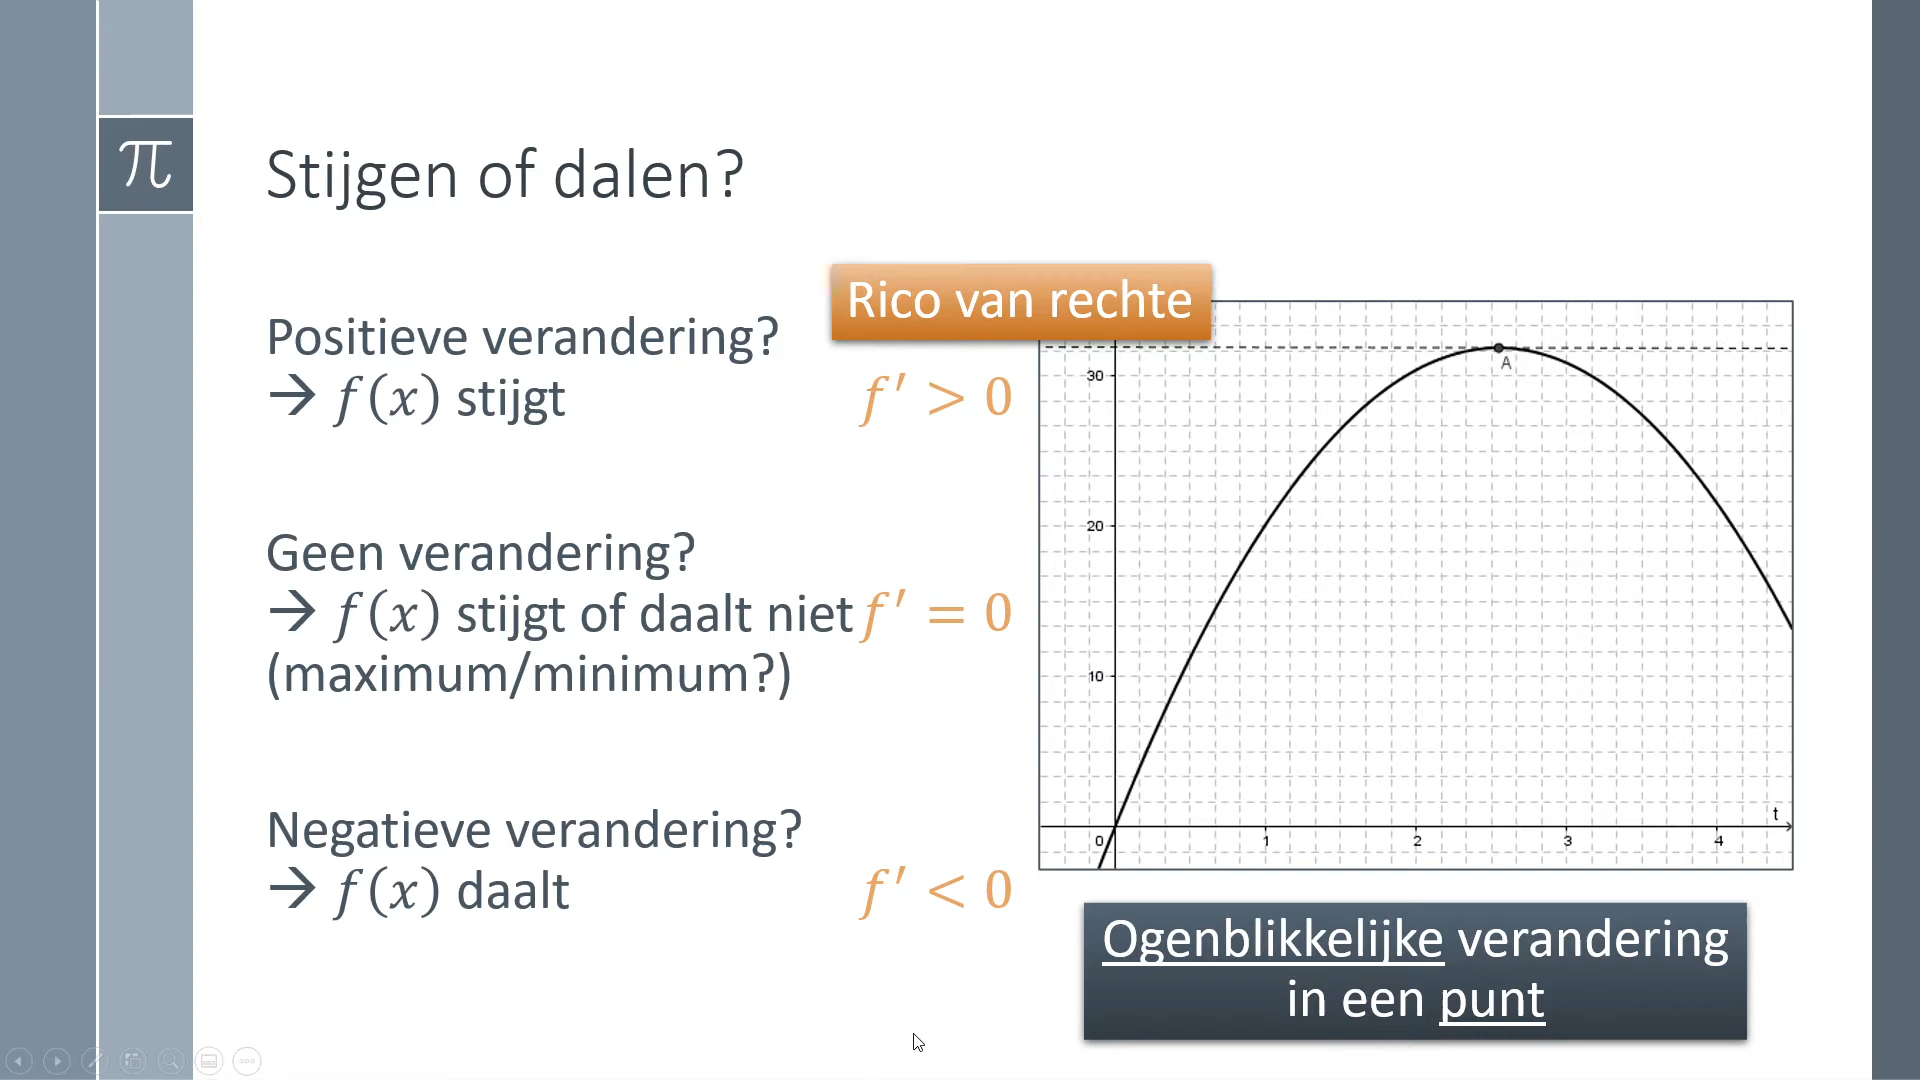 π
Stijgen of dalen?
Rico van rechte
Positieve verandering?
→ f(x) stijgt
f′ > 0
Geen verandering?
→ f(x) stijgt of daalt niet
f′ = 0
(maximum/minimum?)
Negatieve verandering?
→ f(x) daalt
f′ < 0
A
30
20
10
t
0 1 2 3 4
Ogenblikkelijke verandering
in een punt